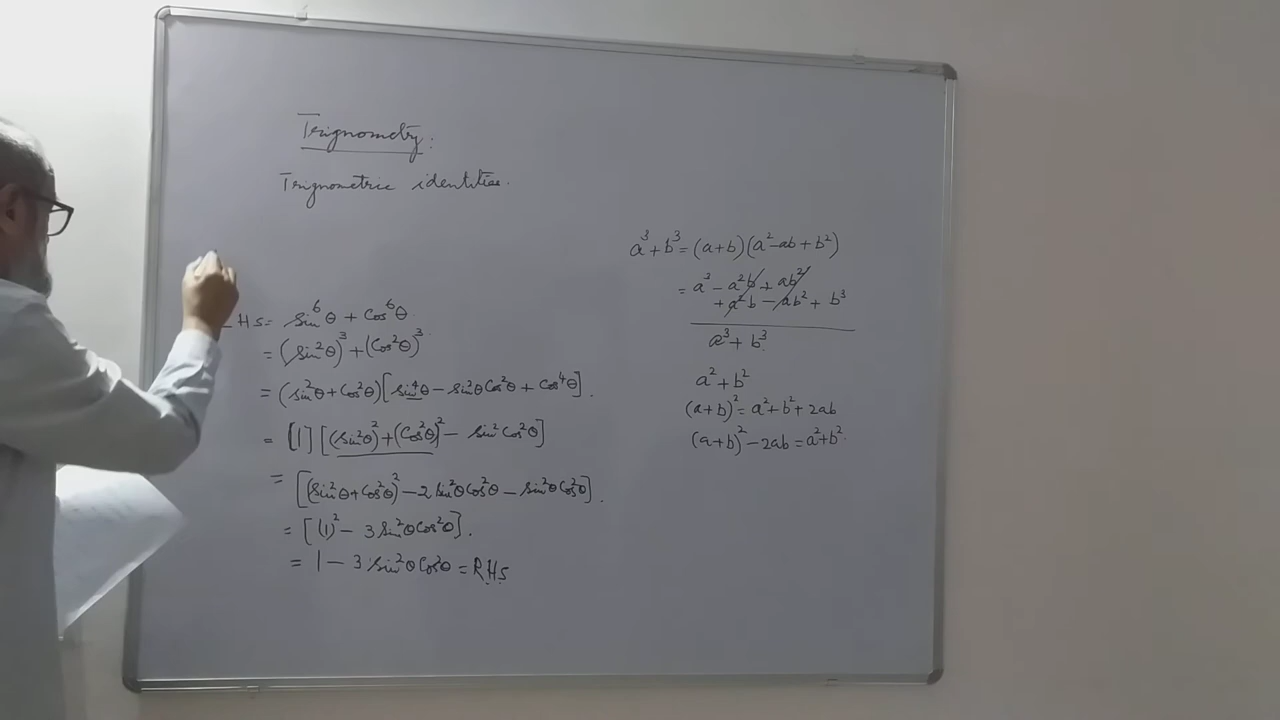 Trignometry:
Trignometric identities.
LHS = sin⁶θ + Cos⁶θ
= (sin²θ)³ + (Cos²θ)³
= (sin²θ + Cos²θ)[sin⁴θ − sin²θ Cos²θ + Cos⁴θ].
= [1][(sin²θ)² + (Cos²θ)² − sin²Cos²θ]
= [(sin²θ + Cos²θ)² − 2 sin²θ Cos²θ − sin²θ Cos²θ].
= [(1)² − 3 sin²θ Cos²θ].
= 1 − 3 sin²θ Cos²θ = RHS
a³ + b³ = (a+b)(a² − ab + b²)
= a³ − a²b + ab²
+ a²b − ab² + b³
a³ + b³.
a² + b²
(a+b)² = a² + b² + 2ab
(a+b)² − 2ab = a² + b².